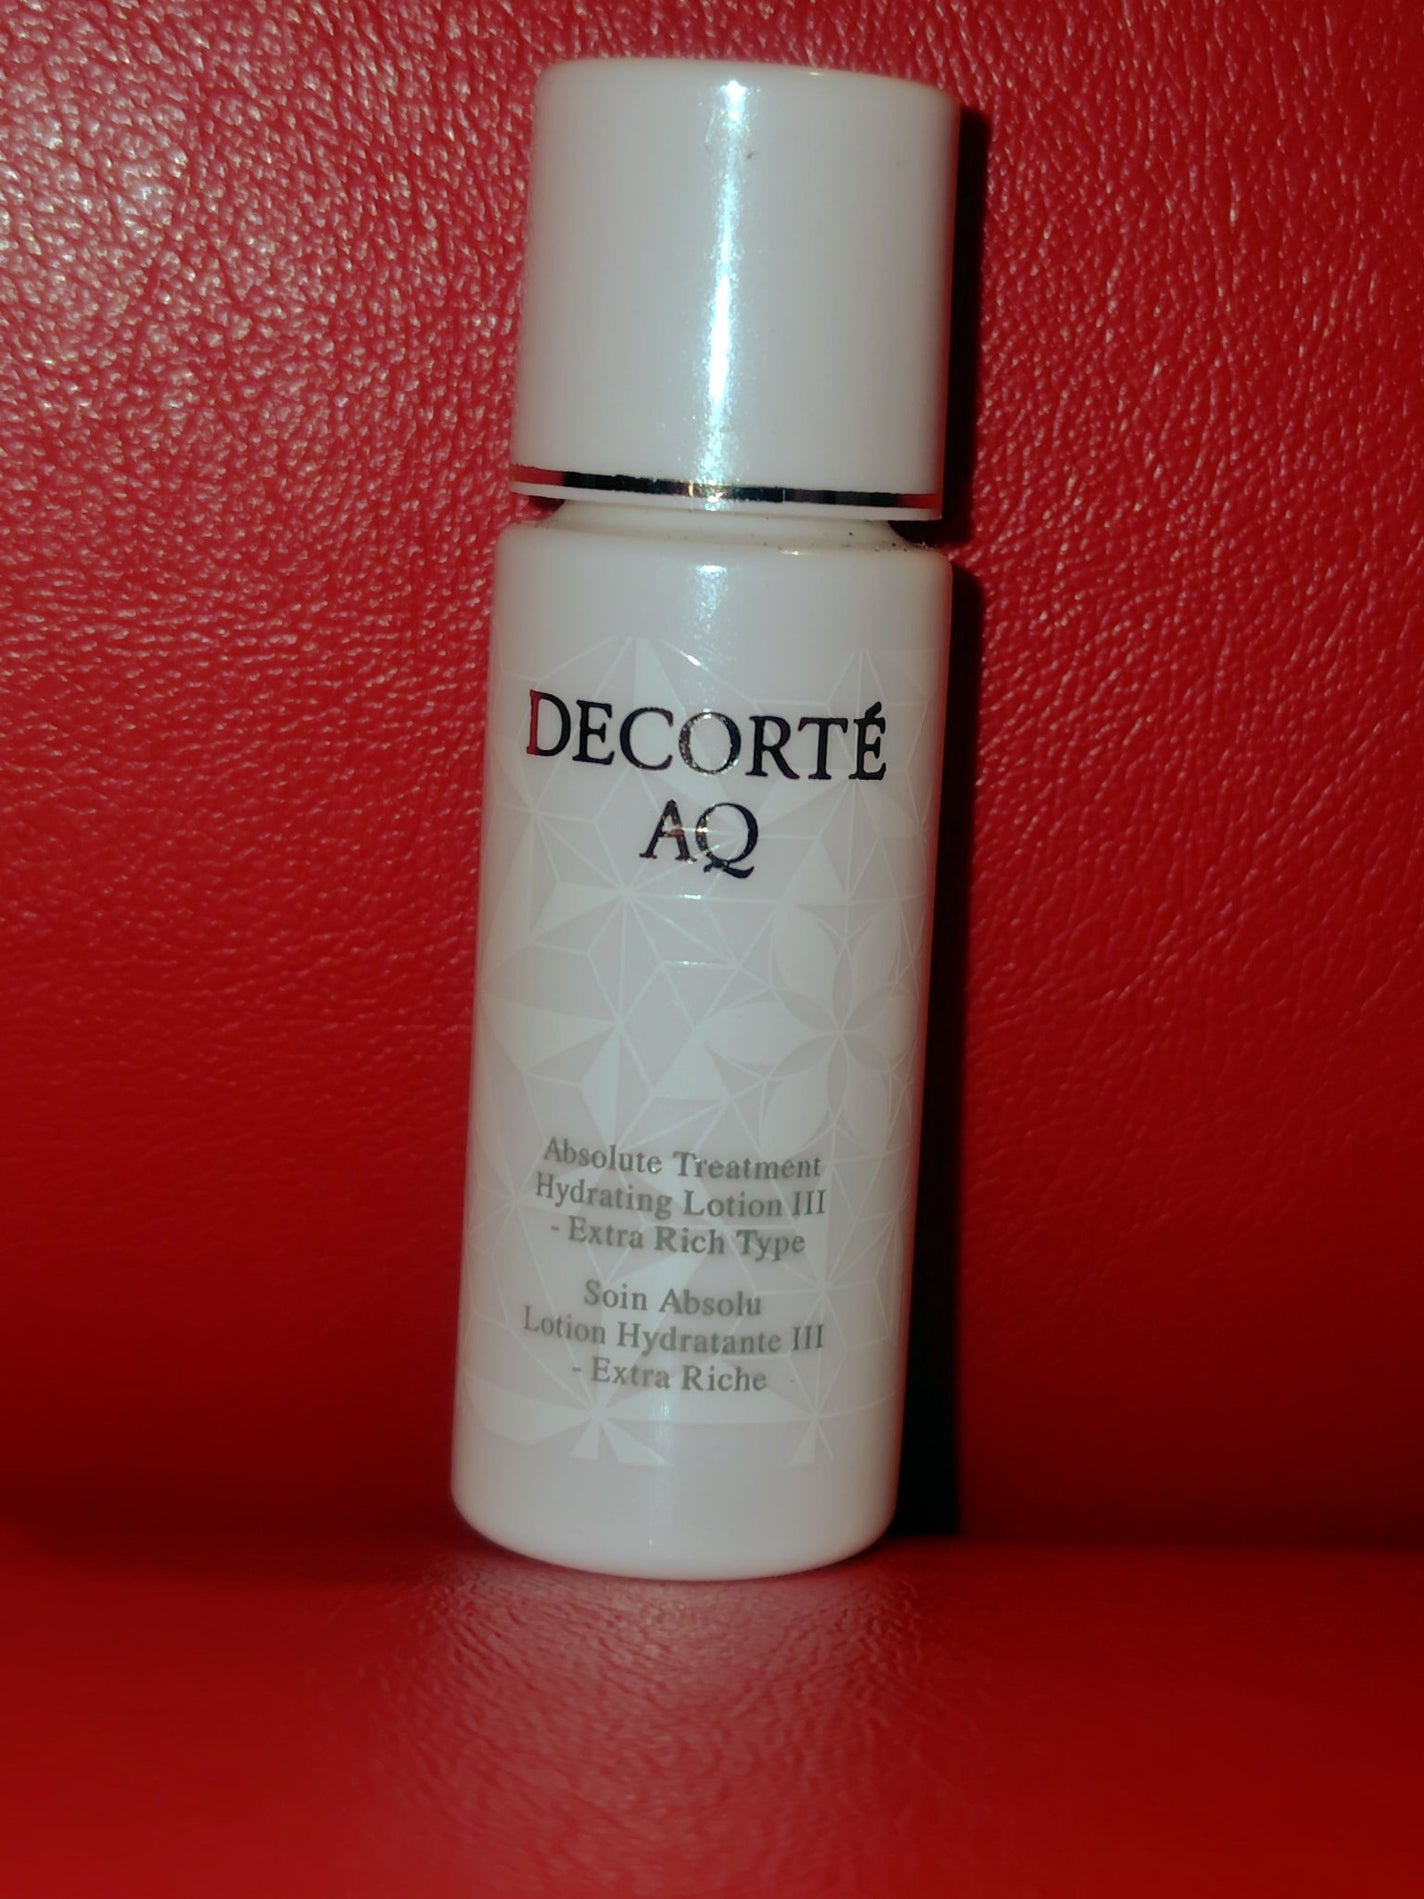 DECORTÉ
AQ
Absolute Treatment
Hydrating Lotion III
- Extra Rich Type
Soin Absolu
Lotion Hydratante III
- Extra Riche